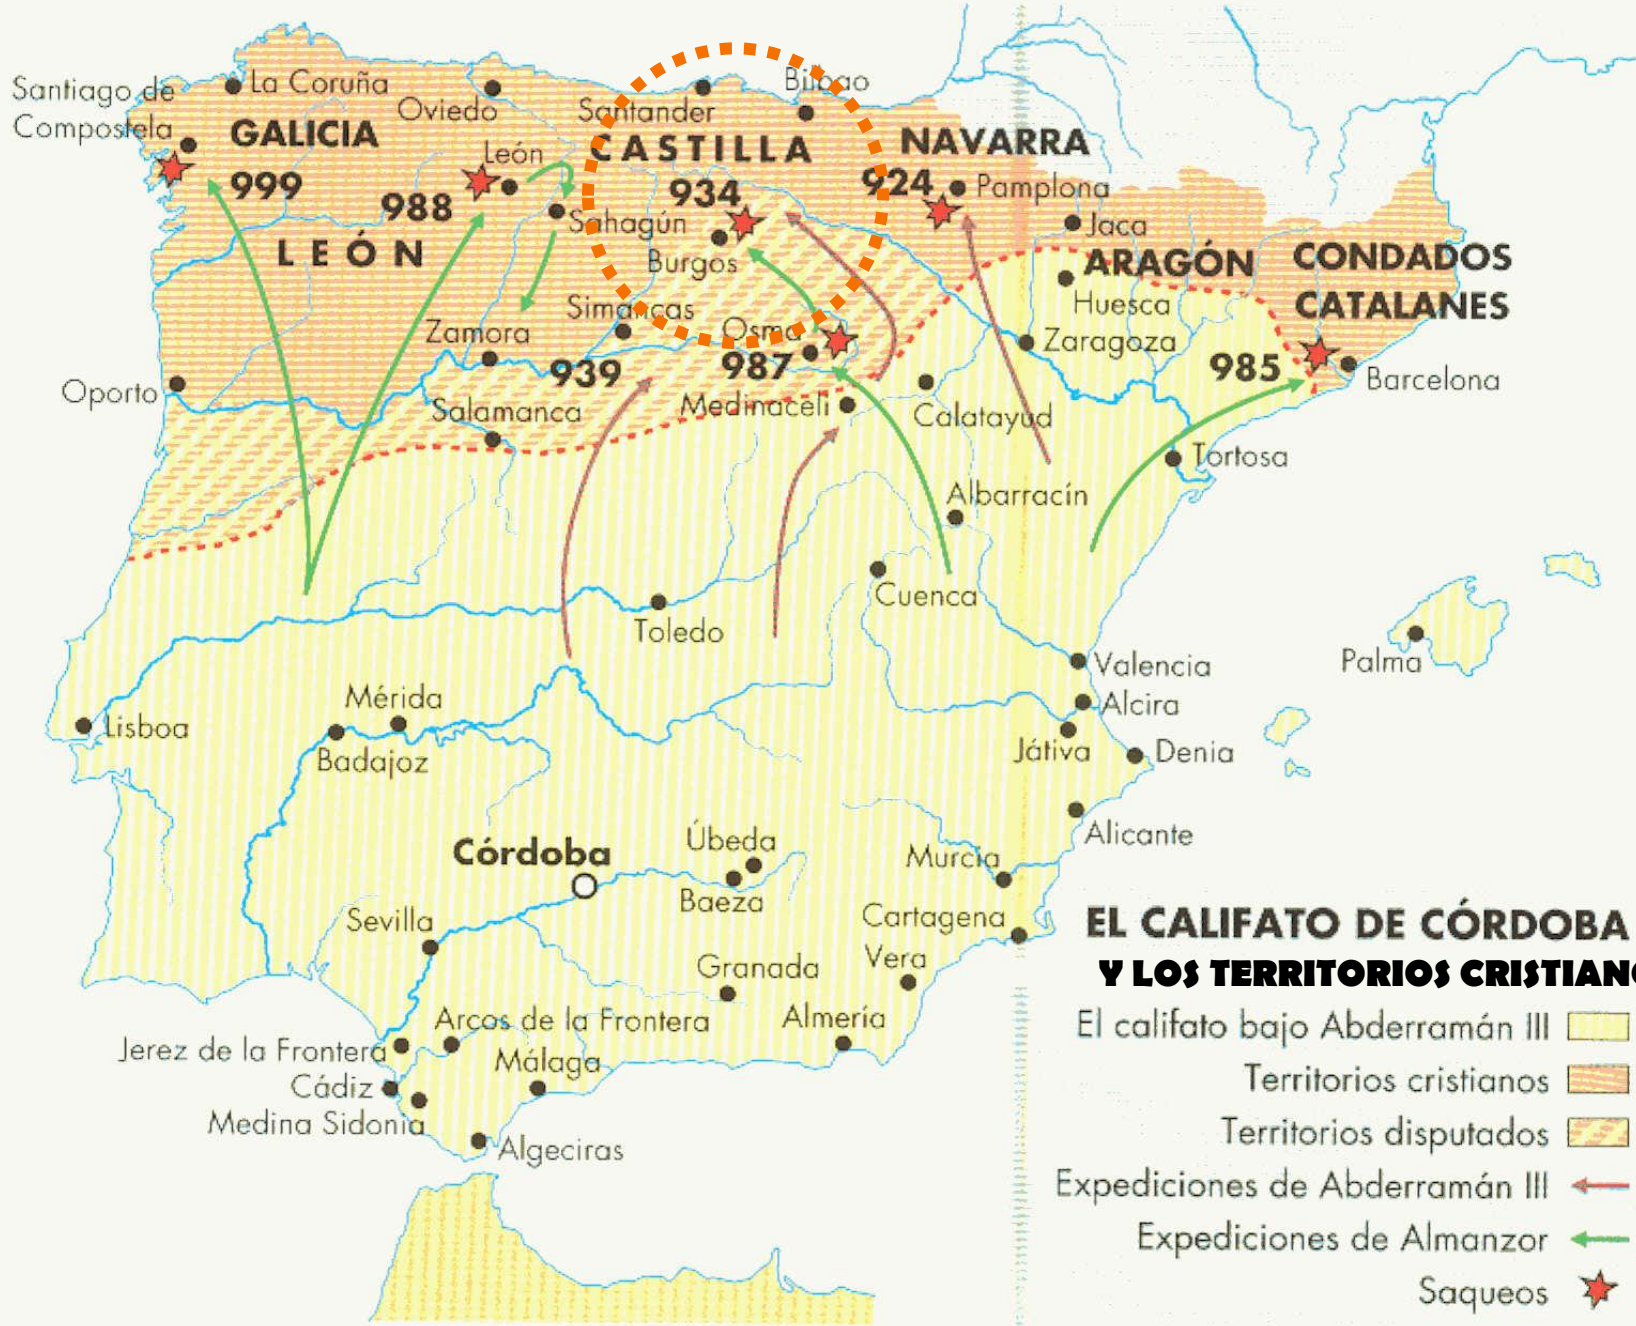 Santiago de
Compostela
La Coruña
Oviedo
Santander
Bilbao
GALICIA
León
CASTILLA
NAVARRA
999
988
934
924
Pamplona
Sahagún
Jaca
LEÓN
Burgos
ARAGÓN
CONDADOS
CATALANES
Huesca
Simancas
Zamora
Osma
Zaragoza
939
987
985
Oporto
Barcelona
Salamanca
Medinaceli
Calatayud
Tortosa
Albarracín
Cuenca
Toledo
Palma
Valencia
Mérida
Alcira
Lisboa
Badajoz
Játiva
Denia
Alicante
Córdoba
Úbeda
Murcia
Baeza
Sevilla
Cartagena
Granada
Vera
Arcos de la Frontera
Almería
Jerez de la Frontera
Málaga
Cádiz
Medina Sidonia
Algeciras
EL CALIFATO DE CÓRDOBA
Y LOS TERRITORIOS CRISTIANO
El califato bajo Abderramán III
Territorios cristianos
Territorios disputados
Expediciones de Abderramán III
Expediciones de Almanzor
Saqueos